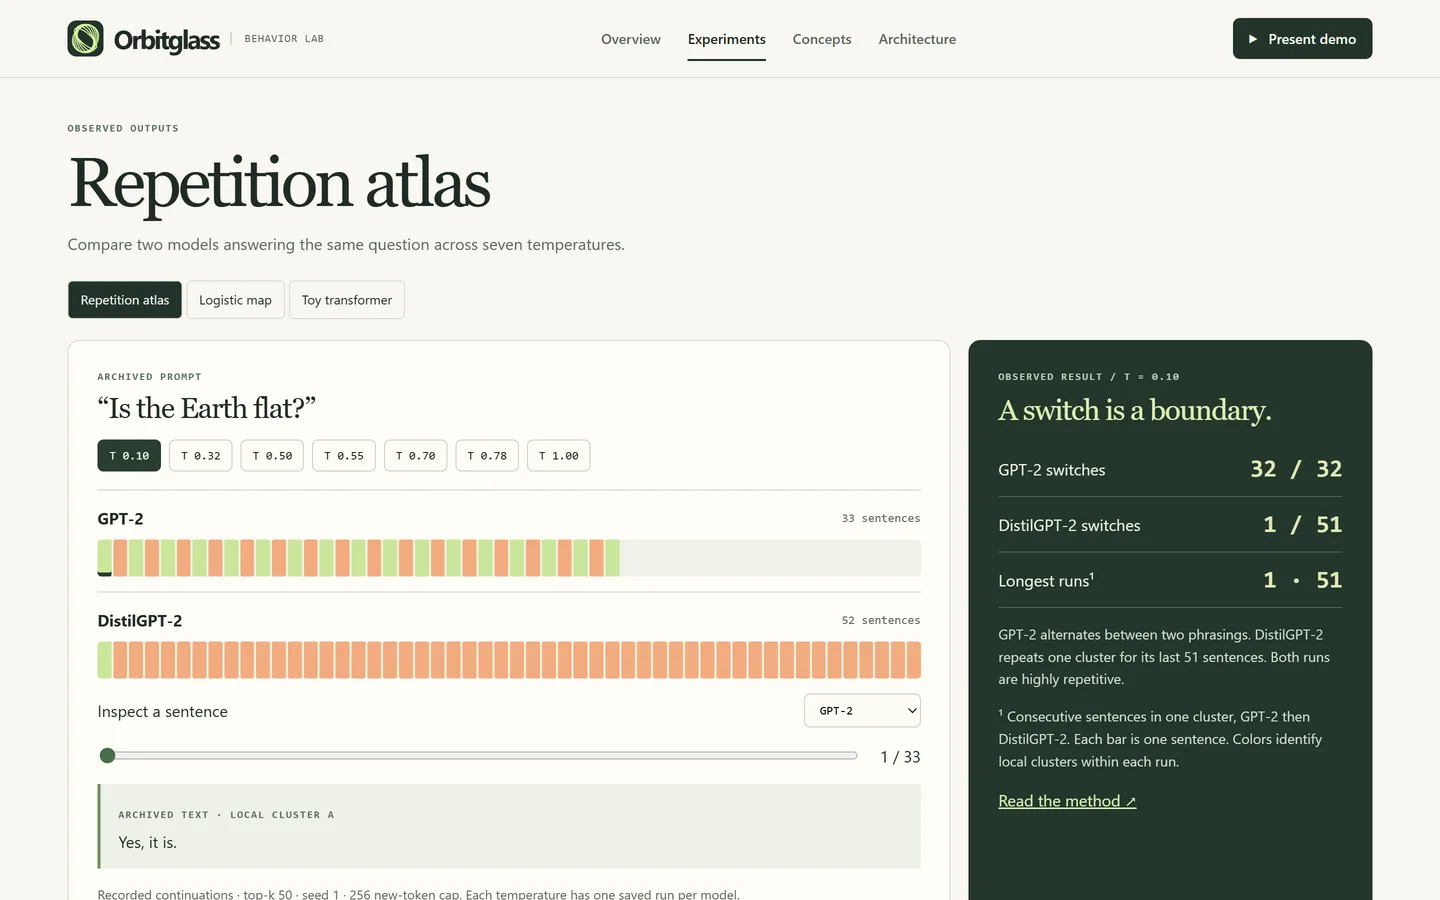 Orbitglass | BEHAVIOR LAB
Overview
Experiments
Concepts
Architecture
▶ Present demo
OBSERVED OUTPUTS
Repetition atlas
Compare two models answering the same question across seven temperatures.
Repetition atlas
Logistic map
Toy transformer
ARCHIVED PROMPT
“Is the Earth flat?”
T 0.10
T 0.32
T 0.50
T 0.55
T 0.70
T 0.78
T 1.00
GPT-2
33 sentences
DistilGPT-2
52 sentences
Inspect a sentence
GPT-2
1 / 33
ARCHIVED TEXT · LOCAL CLUSTER A
Yes, it is.
Recorded continuations · top-k 50 · seed 1 · 256 new-token cap. Each temperature has one saved run per model.
OBSERVED RESULT / T = 0.10
A switch is a boundary.
GPT-2 switches 32 / 32
DistilGPT-2 switches 1 / 51
Longest runs¹ 1 · 51
GPT-2 alternates between two phrasings. DistilGPT-2
repeats one cluster for its last 51 sentences. Both runs
are highly repetitive.
¹ Consecutive sentences in one cluster, GPT-2 then
DistilGPT-2. Each bar is one sentence. Colors identify
local clusters within each run.
Read the method ↗